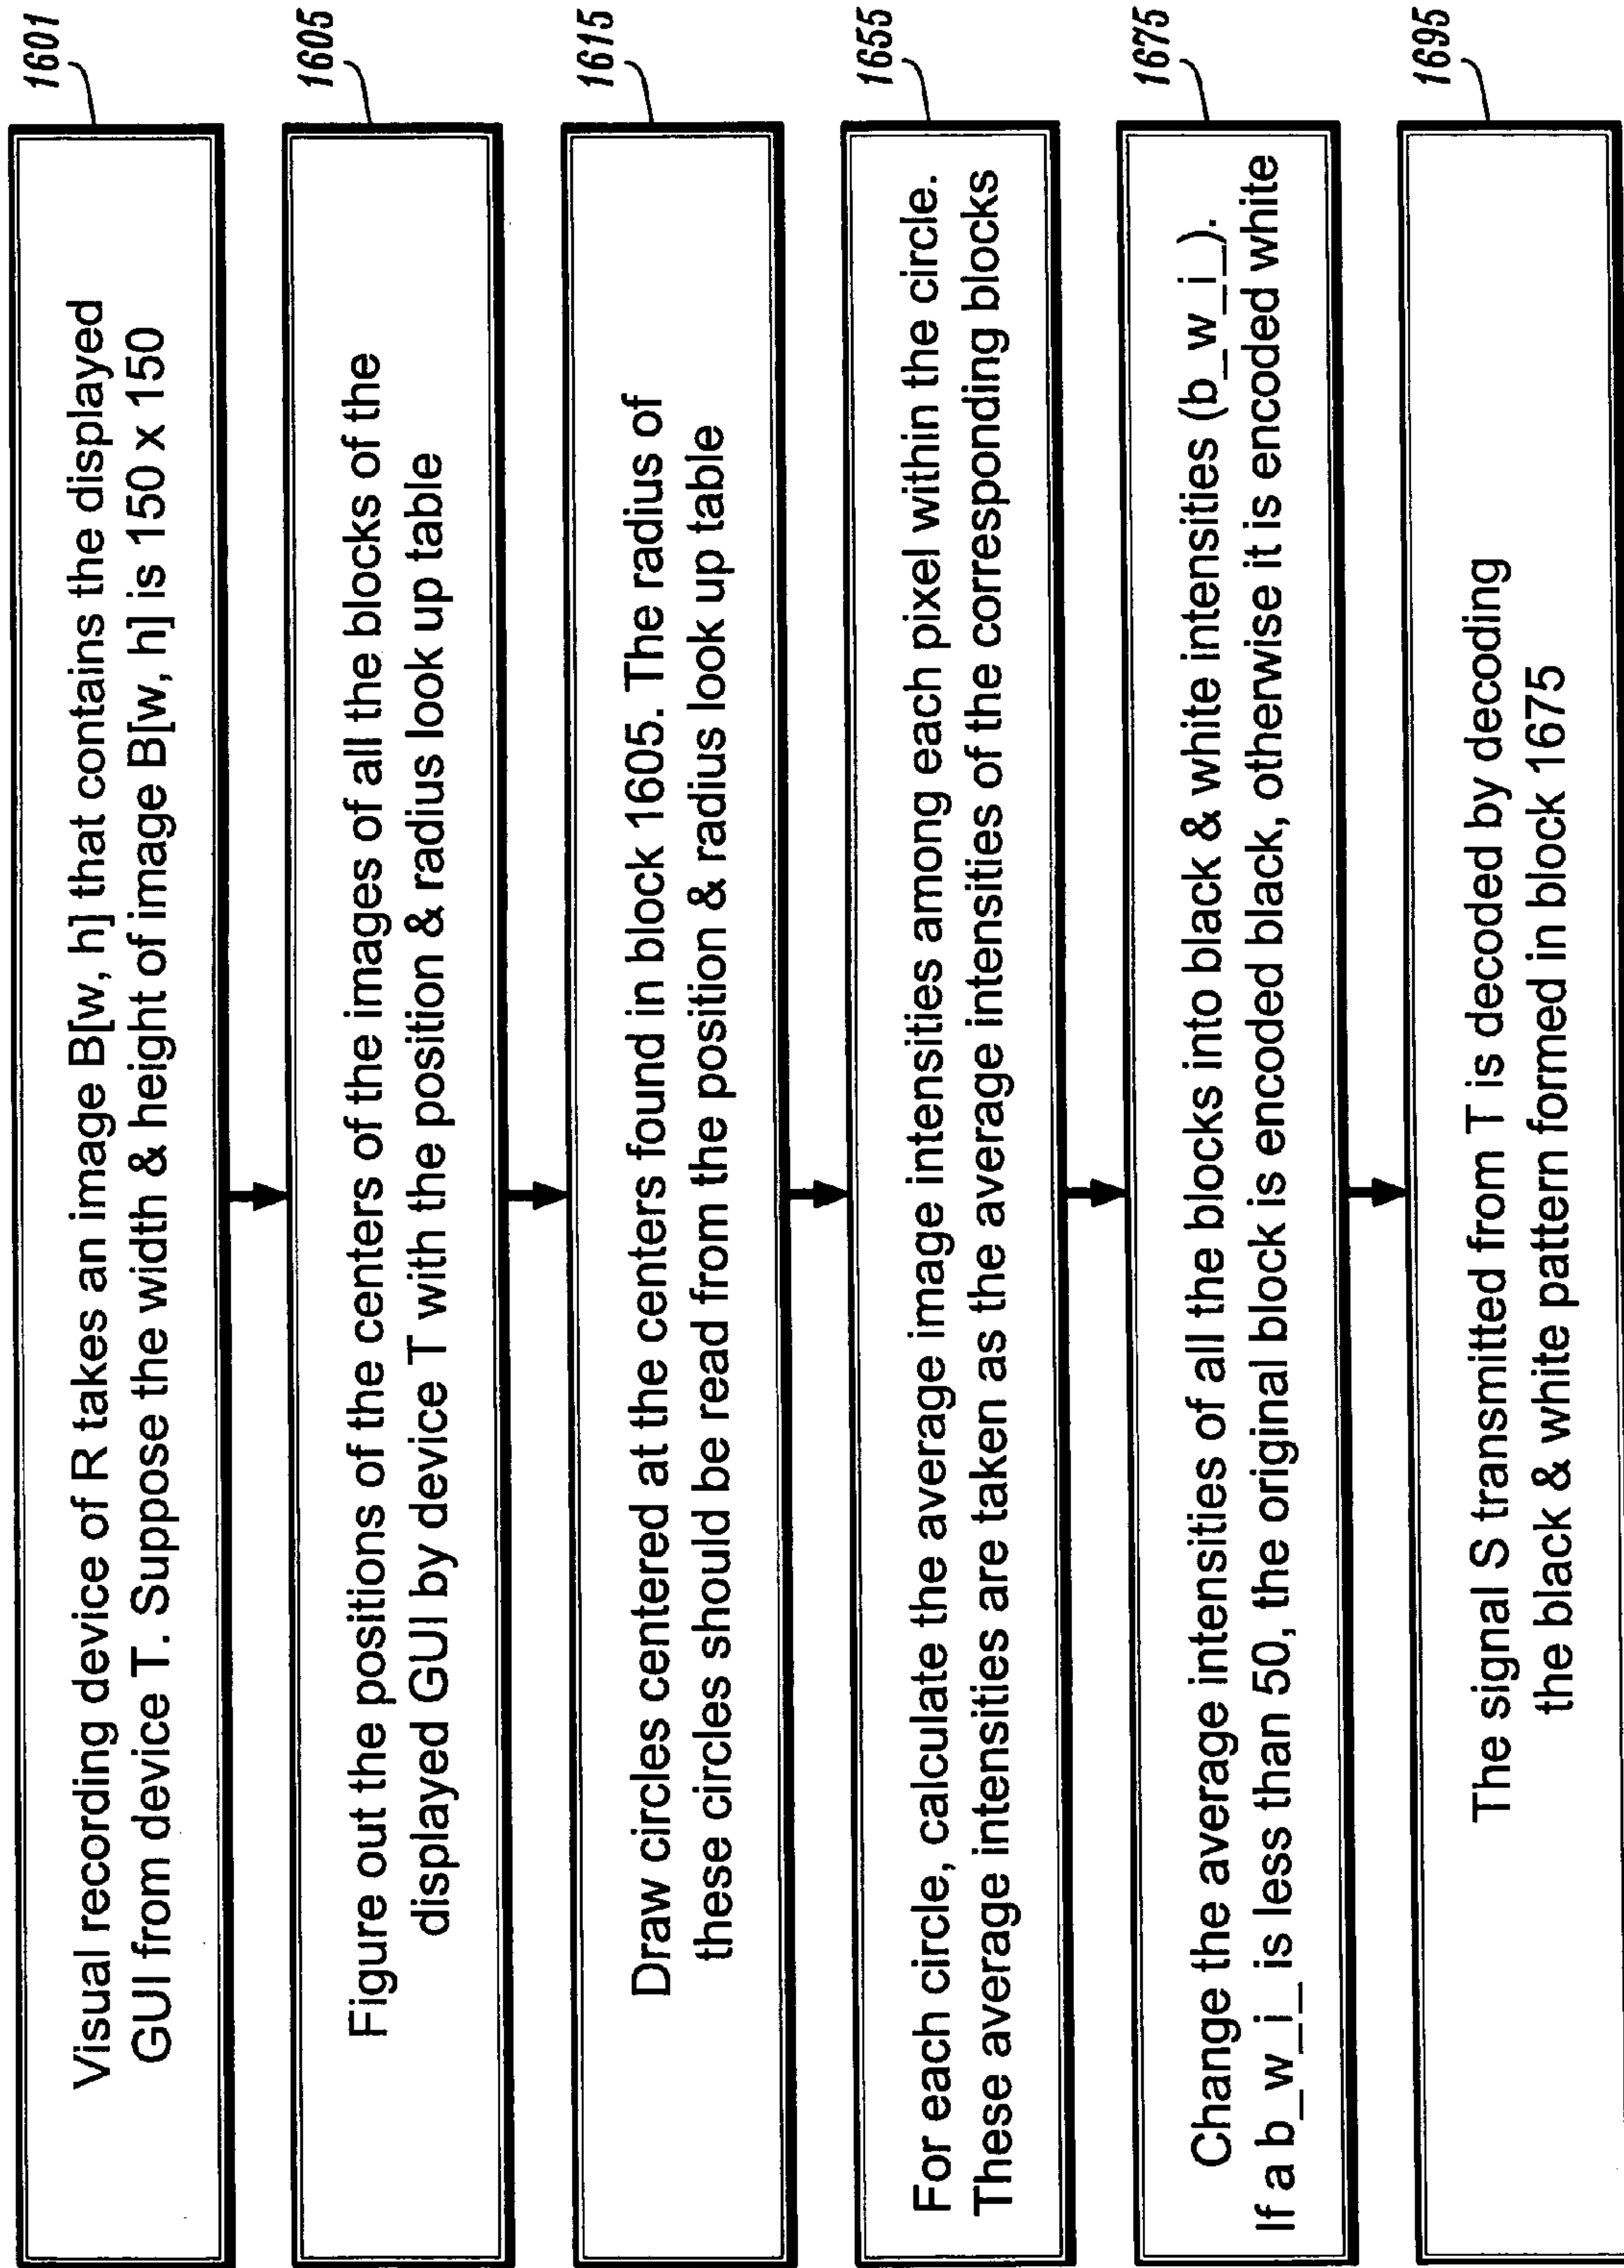 1601
Visual recording device of R takes an image B[w, h] that contains the displayed
GUI from device T. Suppose the width & height of image B[w, h] is 150 x 150
1605
Figure out the positions of the centers of the images of all the blocks of the
displayed GUI by device T with the position & radius look up table
1615
Draw circles centered at the centers found in block 1605. The radius of
these circles should be read from the position & radius look up table
1655
For each circle, calculate the average image intensities among each pixel within the circle.
These average intensities are taken as the average intensities of the corresponding blocks
1675
Change the average intensities of all the blocks into black & white intensities (b_w_i_).
If a b_w_i_ is less than 50, the original block is encoded black, otherwise it is encoded white
1695
The signal S transmitted from T is decoded by decoding
the black & white pattern formed in block 1675